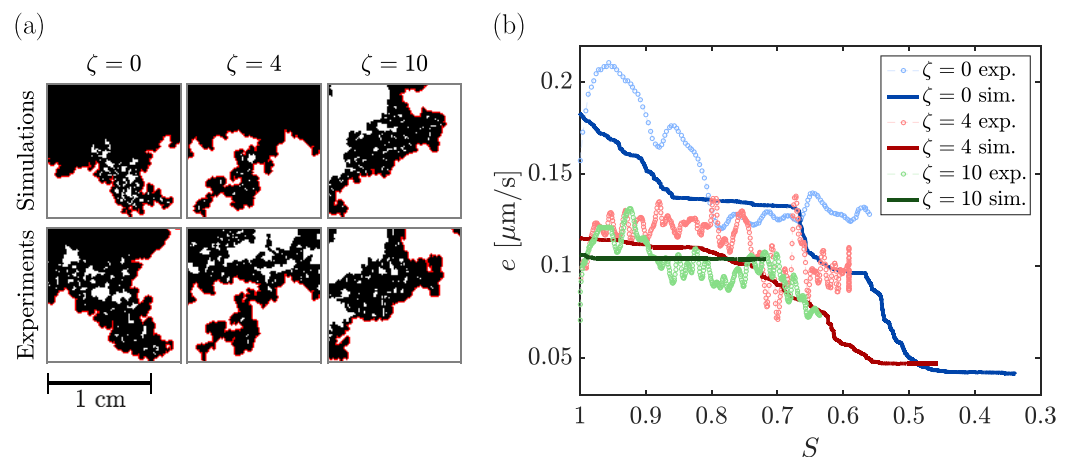 (a)
ζ = 0 ζ = 4 ζ = 10
Simulations
Experiments
1 cm
(b)
e [μm/s]
0.2
0.15
0.1
0.05
1 0.9 0.8 0.7 0.6 0.5 0.4 0.3
S
ζ = 0 exp.
ζ = 0 sim.
ζ = 4 exp.
ζ = 4 sim.
ζ = 10 exp.
ζ = 10 sim.